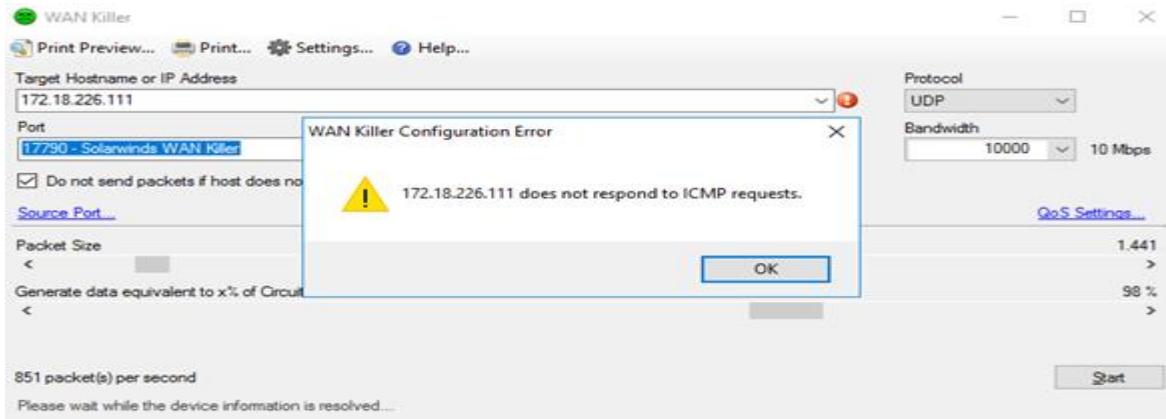 WAN Killer
Print Preview... Print... Settings... Help...
Target Hostname or IP Address Protocol
172.18.226.111 UDP
Port Bandwidth
17790 - Solarwinds WAN Killer 10000 10 Mbps
WAN Killer Configuration Error
172.18.226.111 does not respond to ICMP requests.
OK
Do not send packets if host does no
Source Port... QoS Settings...
Packet Size 1.441
Generate data equivalent to x% of Circuit 98 %
851 packet(s) per second Start
Please wait while the device information is resolved...